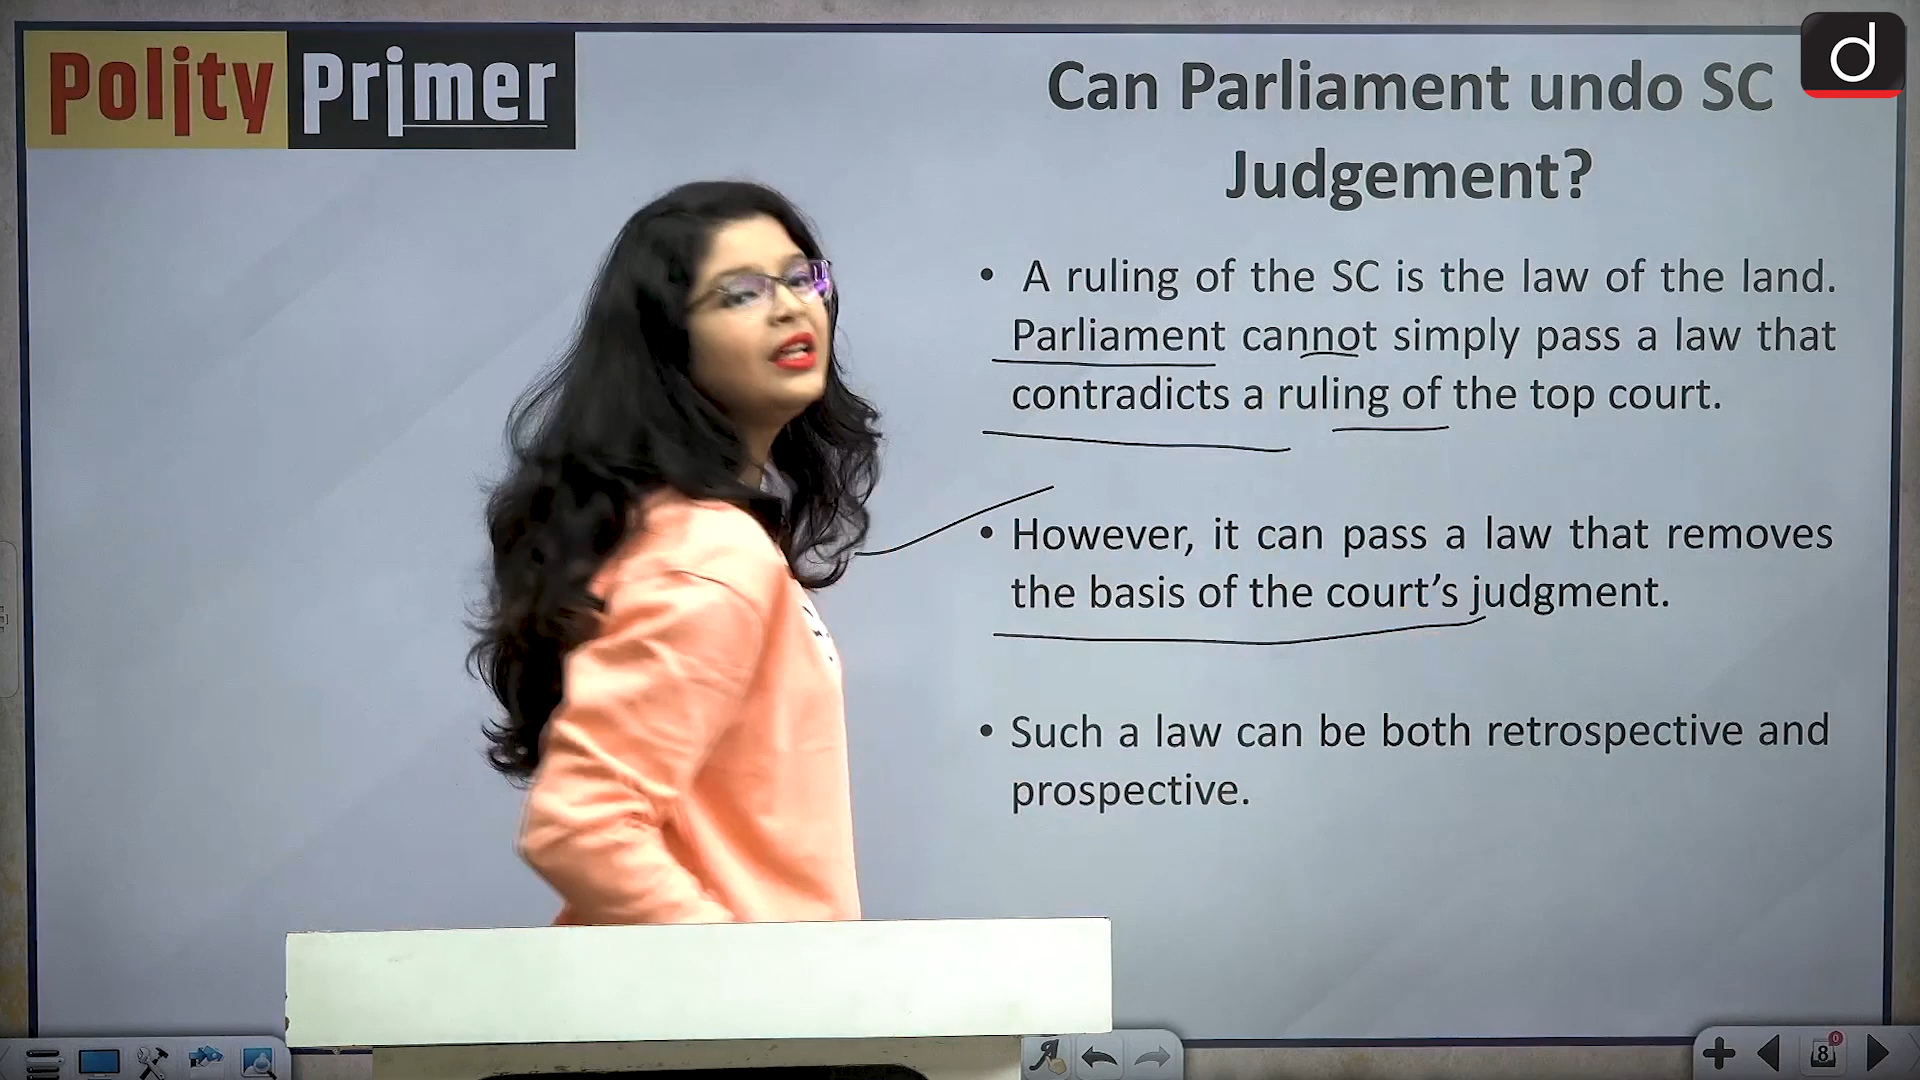 Polity Primer
d
Can Parliament undo SC
Judgement?
• A ruling of the SC is the law of the land.
Parliament cannot simply pass a law that
contradicts a ruling of the top court.
• However, it can pass a law that removes
the basis of the court’s judgment.
• Such a law can be both retrospective and
prospective.
8
0